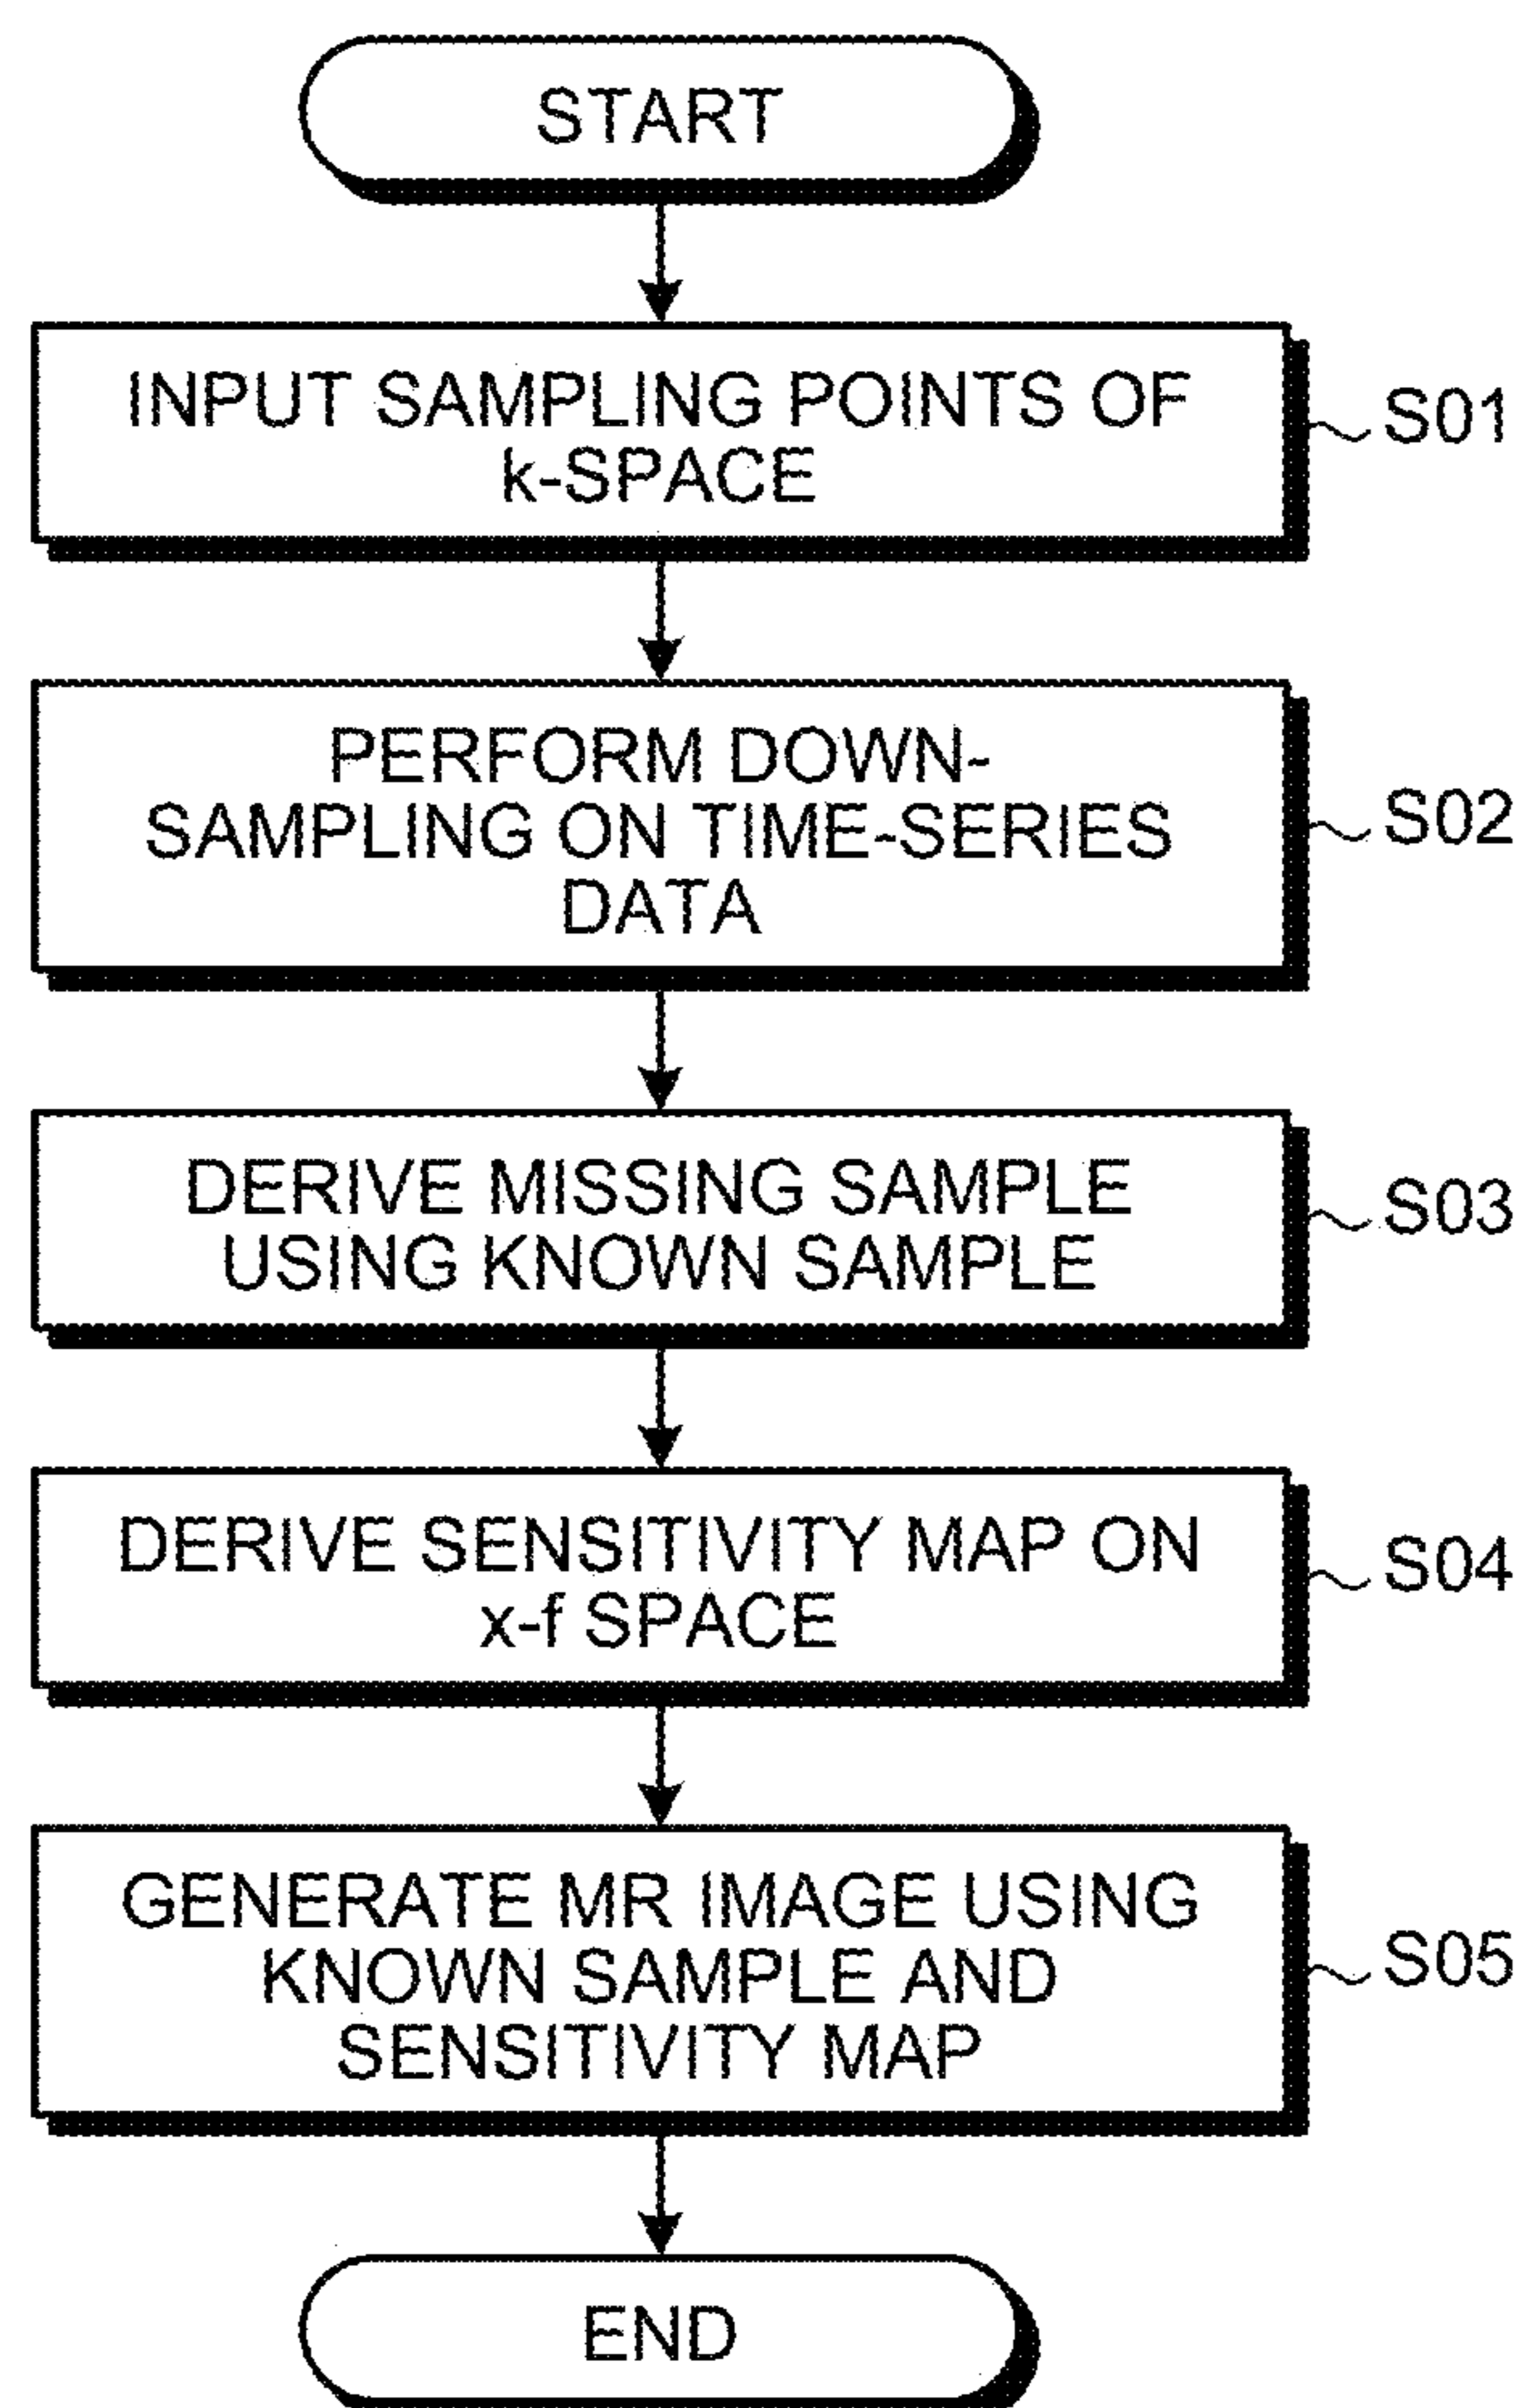 START
INPUT SAMPLING POINTS OF
k-SPACE
S01
PERFORM DOWN-
SAMPLING ON TIME-SERIES
DATA
S02
DERIVE MISSING SAMPLE
USING KNOWN SAMPLE
S03
DERIVE SENSITIVITY MAP ON
x-f SPACE
S04
GENERATE MR IMAGE USING
KNOWN SAMPLE AND
SENSITIVITY MAP
S05
END